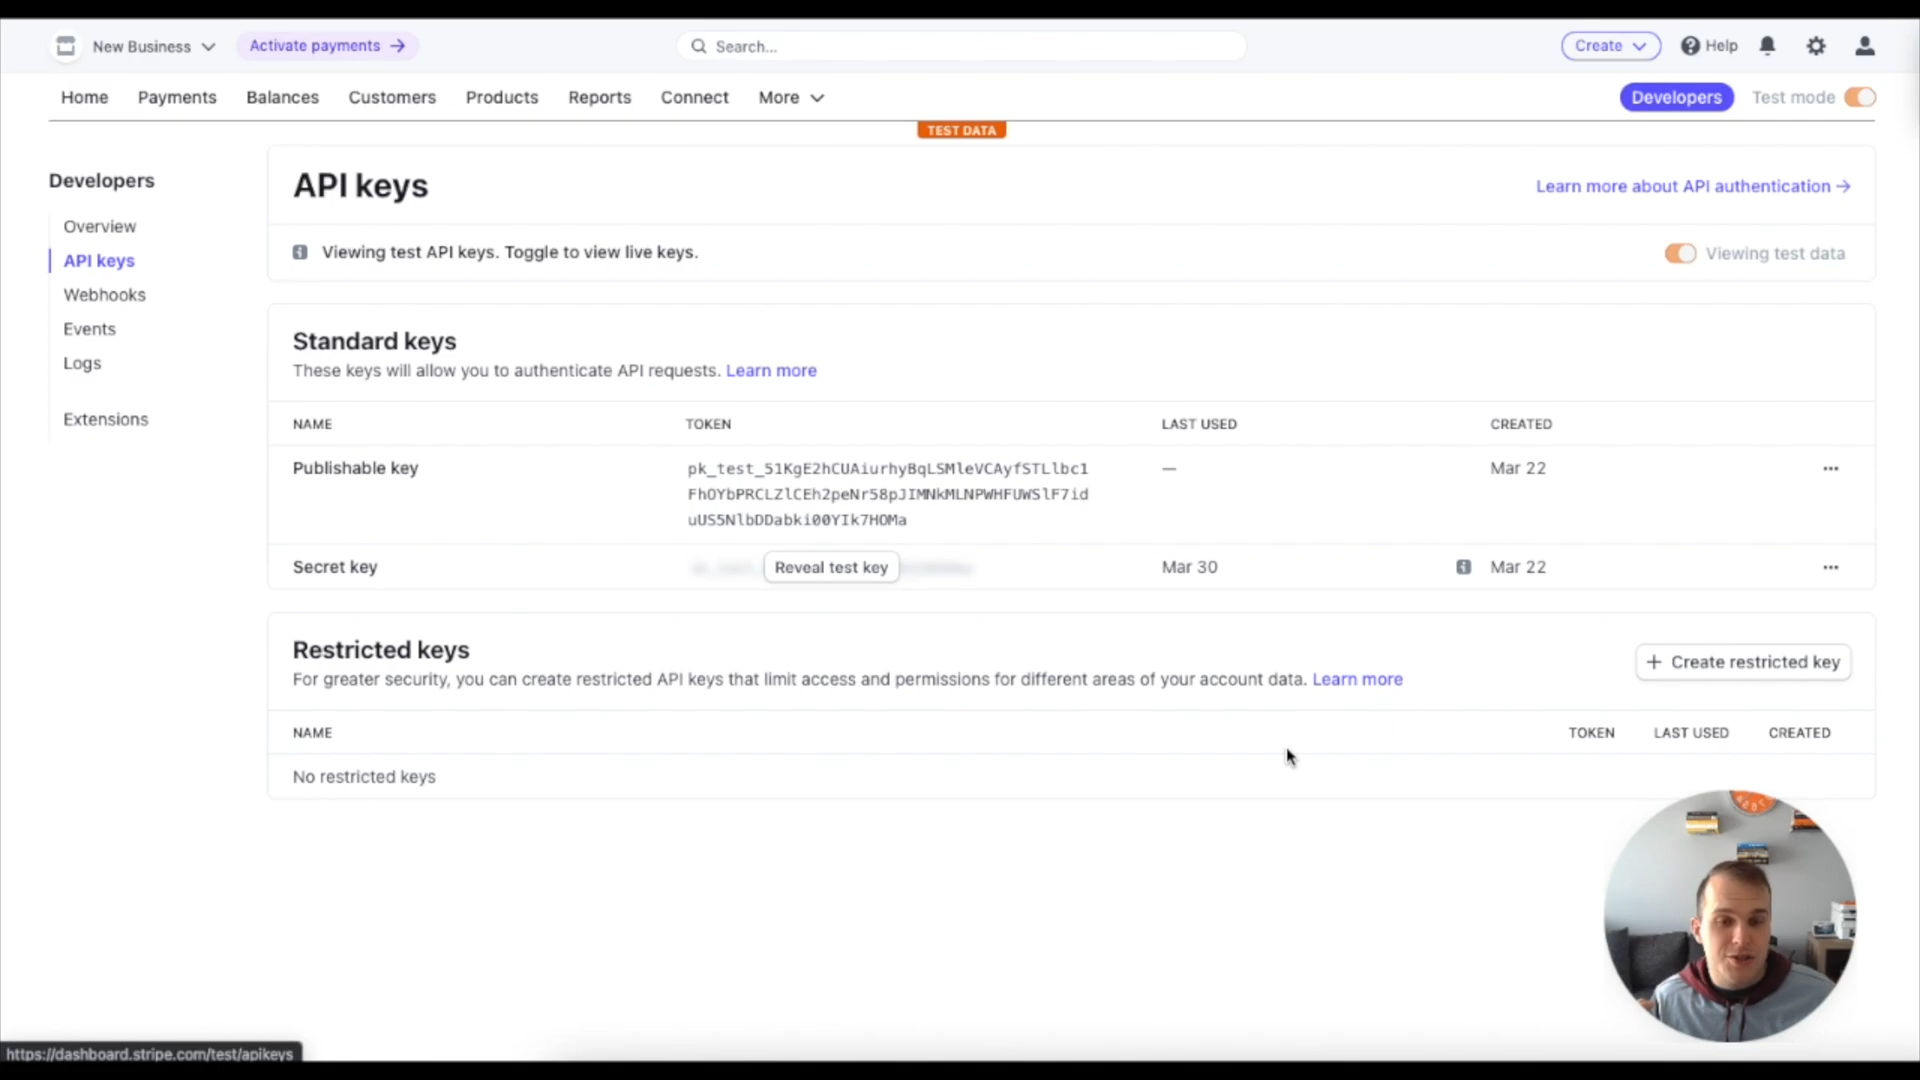 New Business
Activate payments →
Search...
Create
Help
Home
Payments
Balances
Customers
Products
Reports
Connect
More
Developers
Test mode
TEST DATA
Developers
Overview
API keys
Webhooks
Events
Logs
Extensions
API keys
Learn more about API authentication →
Viewing test API keys. Toggle to view live keys.
Viewing test data
Standard keys
These keys will allow you to authenticate API requests. Learn more
NAME TOKEN LAST USED CREATED
Publishable key
pk_test_51KgE2hCUAiurhyBqLSMleVCAyfSTLlbc1
FhOYbPRCLZlCEh2peNr58pJIMNkMLNPWHFUWSlF7id
uUS5NlbDDabki00YIk7HOMa
—
Mar 22
Secret key
Reveal test key
Mar 30
Mar 22
Restricted keys
For greater security, you can create restricted API keys that limit access and permissions for different areas of your account data. Learn more
+ Create restricted key
NAME TOKEN LAST USED CREATED
No restricted keys
https://dashboard.stripe.com/test/apikeys